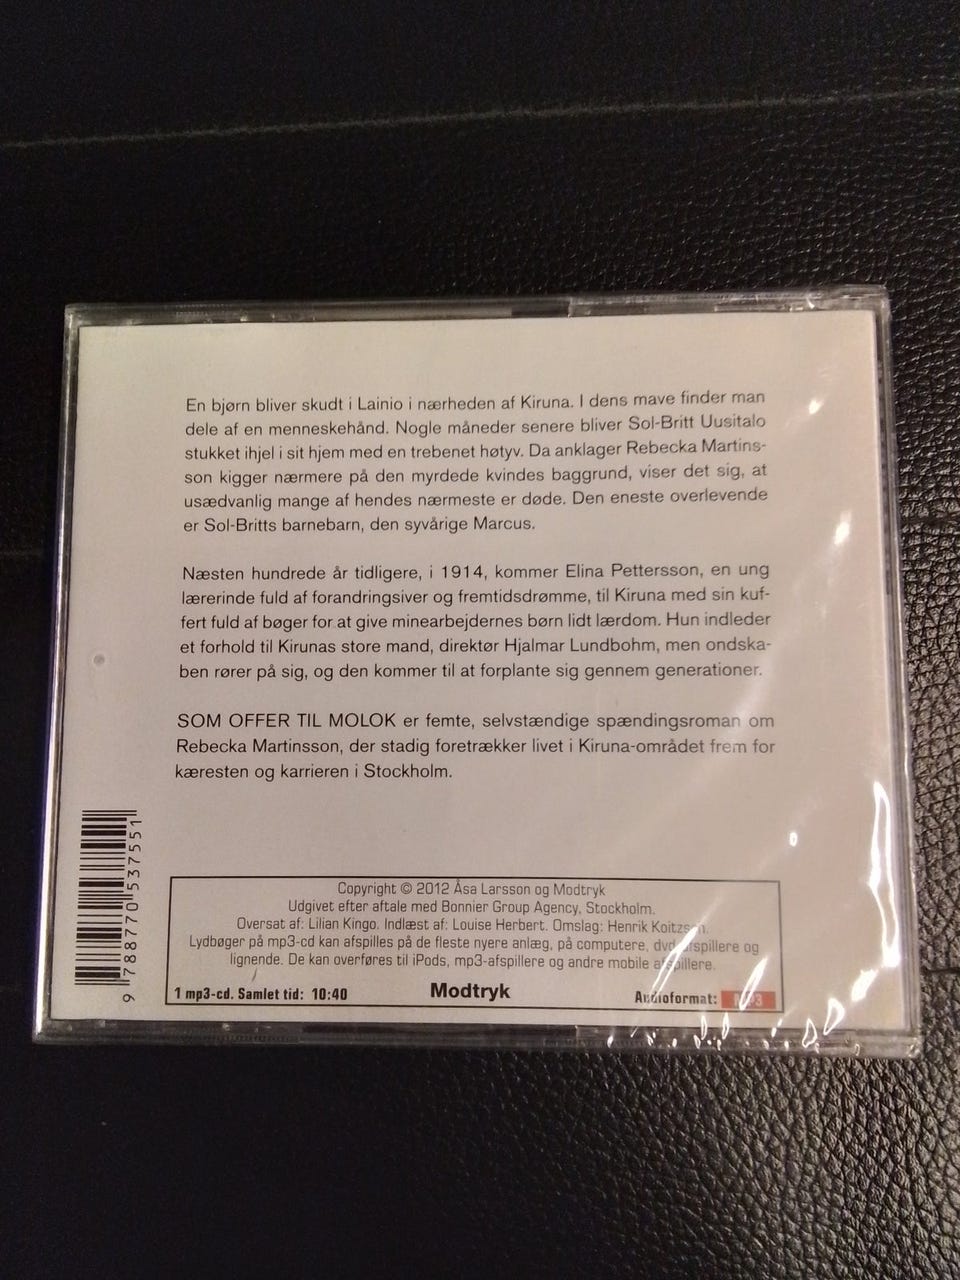 En bjørn bliver skudt i Lainio i nærheden af Kiruna. I dens mave finder man
dele af en menneskehånd. Nogle måneder senere bliver Sol-Britt Uusitalo
stukket ihjel i sit hjem med en trebenet høtyv. Da anklager Rebecka Martins-
son kigger nærmere på den myrdede kvindes baggrund, viser det sig, at
usædvanlig mange af hendes nærmeste er døde. Den eneste overlevende
er Sol-Britts barnebarn, den syvårige Marcus.
Næsten hundrede år tidligere, i 1914, kommer Elina Pettersson, en ung
lærerinde fuld af forandringsiver og fremtidsdrømme, til Kiruna med sin kuf-
fert fuld af bøger for at give minearbejdernes børn lidt lærdom. Hun indleder
et forhold til Kirunas store mand, direktør Hjalmar Lundbohm, men ondska-
ben rører på sig, og den kommer til at forplante sig gennem generationer.
SOM OFFER TIL MOLOK er femte, selvstændige spændingsroman om
Rebecka Martinsson, der stadig foretrækker livet i Kiruna-området frem for
kæresten og karrieren i Stockholm.
9 788770 537551
Copyright © 2012 Åsa Larsson og Modtryk
Udgivet efter aftale med Bonnier Group Agency, Stockholm.
Oversat af: Lilian Kingo. Indlæst af: Louise Herbert. Omslag: Henrik
Lydbøger på mp3-cd kan afspilles på de fleste nyere anlæg, på computere, dvd-afspillere og
lignende. De kan overføres til iPods, mp3-afspillere og andre mobile afspillere.
1 mp3-cd. Samlet tid: 10:40
Modtryk
Audioformat: MP3